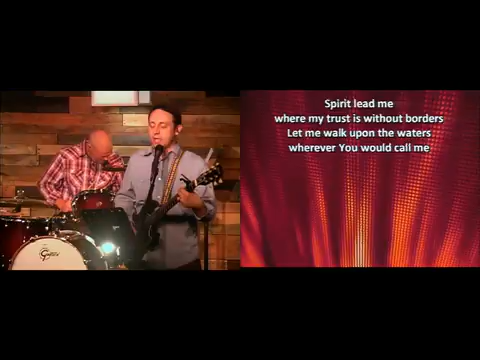 Spirit lead me
where my trust is without borders
Let me walk upon the waters
wherever You would call me
Gretsch